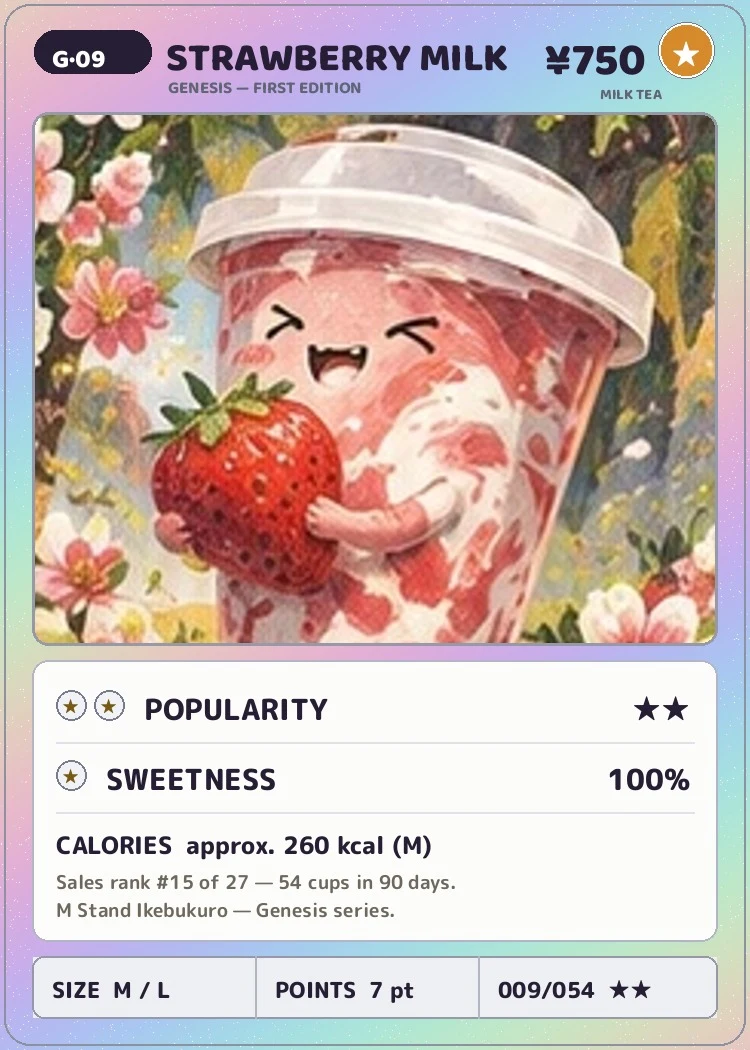 G·09
STRAWBERRY MILK
¥750 ★
GENESIS — FIRST EDITION
MILK TEA
★ ★ POPULARITY ★★
★ SWEETNESS 100%
CALORIES approx. 260 kcal (M)
Sales rank #15 of 27 — 54 cups in 90 days.
M Stand Ikebukuro — Genesis series.
SIZE M / L
POINTS 7 pt
009/054 ★★